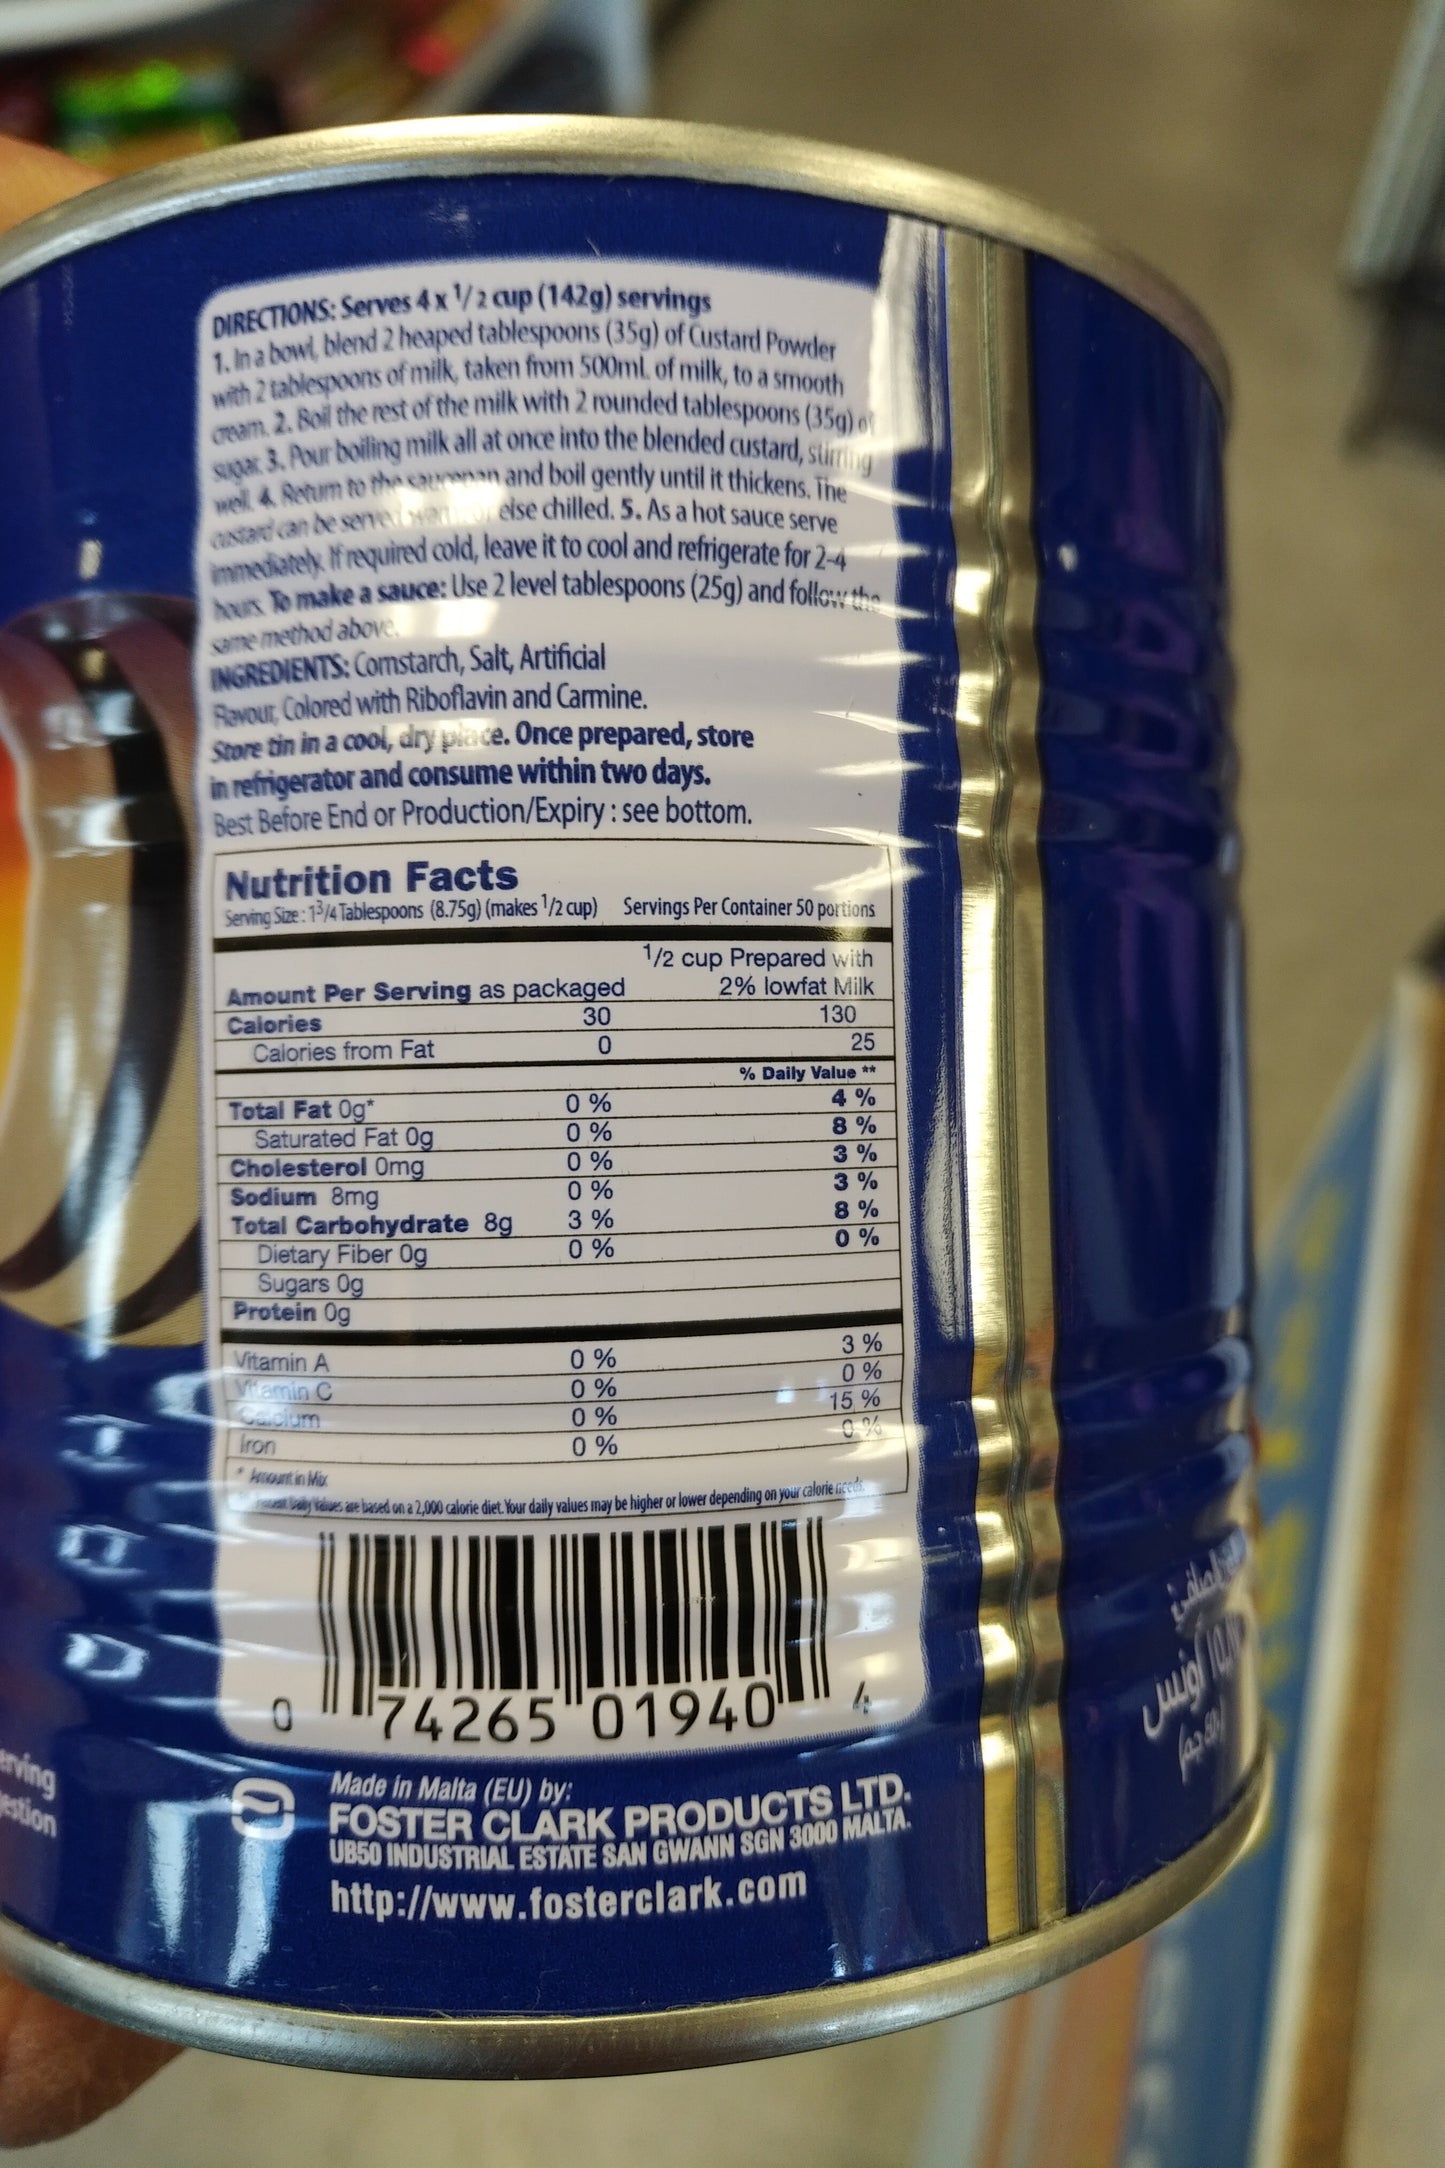 DIRECTIONS: Serves 4 x 1/2 cup (142g) servings
1. In a bowl, blend 2 heaped tablespoons (35g) of Custard Powder
with 2 tablespoons of milk, taken from 500mL of milk, to a smooth
cream. 2. Boil the rest of the milk with 2 rounded tablespoons (35g) of
sugar. 3. Pour boiling milk all at once into the blended custard, stirring
well. 4. Return to the saucepan and boil gently until it thickens. The
custard can be served warm or else chilled. 5. As a hot sauce serve
immediately. If required cold, leave it to cool and refrigerate for 2-4
hours. To make a sauce: Use 2 level tablespoons (25g) and follow the
same method above.
INGREDIENTS: Cornstarch, Salt, Artificial
Flavour, Colored with Riboflavin and Carmine.
Store tin in a cool, dry place. Once prepared, store
in refrigerator and consume within two days.
Best Before End or Production/Expiry : see bottom.
Nutrition Facts
Serving Size : 1 3/4 Tablespoons (8.75g) (makes 1/2 cup) Servings Per Container 50 portions
1/2 cup Prepared with
Amount Per Serving as packaged 2% lowfat Milk
Calories 30 130
Calories from Fat 0 25
% Daily Value **
Total Fat 0g* 0 % 4 %
Saturated Fat 0g 0 % 8 %
Cholesterol 0mg 0 % 3 %
Sodium 8mg 0 % 3 %
Total Carbohydrate 8g 3 % 8 %
Dietary Fiber 0g 0 % 0 %
Sugars 0g
Protein 0g
Vitamin A 0 % 3 %
Vitamin C 0 % 0 %
Calcium 0 % 15 %
Iron 0 % 0 %
* Amount in Mix
Percent Daily Values are based on a 2,000 calorie diet. Your daily values may be higher or lower depending on your calorie needs.
0 74265 01940 4
Made in Malta (EU) by:
FOSTER CLARK PRODUCTS LTD.
UB50 INDUSTRIAL ESTATE SAN GWANN SGN 3000 MALTA.
http://www.fosterclark.com
أونس